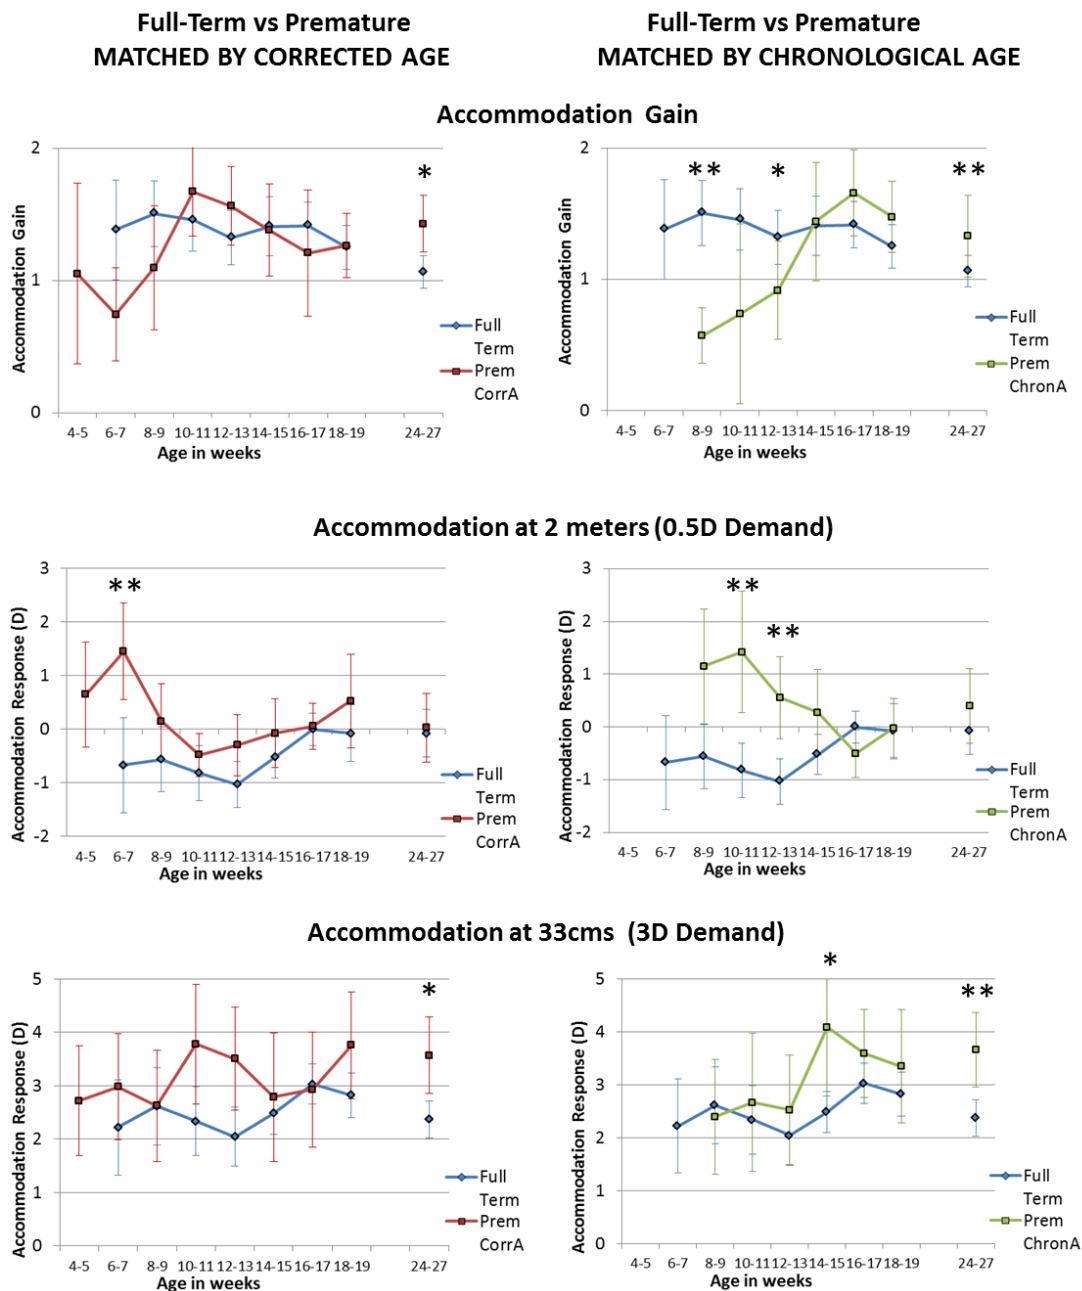 Full-Term vs Premature
MATCHED BY CORRECTED AGE
Full-Term vs Premature
MATCHED BY CHRONOLOGICAL AGE
Accommodation Gain
Accommodation Gain
2
1
0
*
4-5 6-7 8-9 10-11 12-13 14-15 16-17 18-19 24-27
Age in weeks
Full
Term
Prem
CorrA
Accommodation Gain
2
1
0
** * **
4-5 6-7 8-9 10-11 12-13 14-15 16-17 18-19 24-27
Age in weeks
Full
Term
Prem
ChronA
Accommodation at 2 meters (0.5D Demand)
Accommodation Response (D)
3
2
1
0
-1
-2
**
4-5 6-7 8-9 10-11 12-13 14-15 16-17 18-19 24-27
Age in weeks
Full
Term
Prem
CorrA
Accommodation Response (D)
3
2
1
0
-1
-2
**
**
4-5 6-7 8-9 10-11 12-13 14-15 16-17 18-19 24-27
Age in weeks
Full
Term
Prem
ChronA
Accommodation at 33cms (3D Demand)
Accommodation Response (D)
5
4
3
2
1
0
*
4-5 6-7 8-9 10-11 12-13 14-15 16-17 18-19 24-27
Age in weeks
Full
Term
Prem
CorrA
Accommodation Response (D)
5
4
3
2
1
0
*
**
4-5 6-7 8-9 10-11 12-13 14-15 16-17 18-19 24-27
Age in weeks
Full
Term
Prem
ChronA